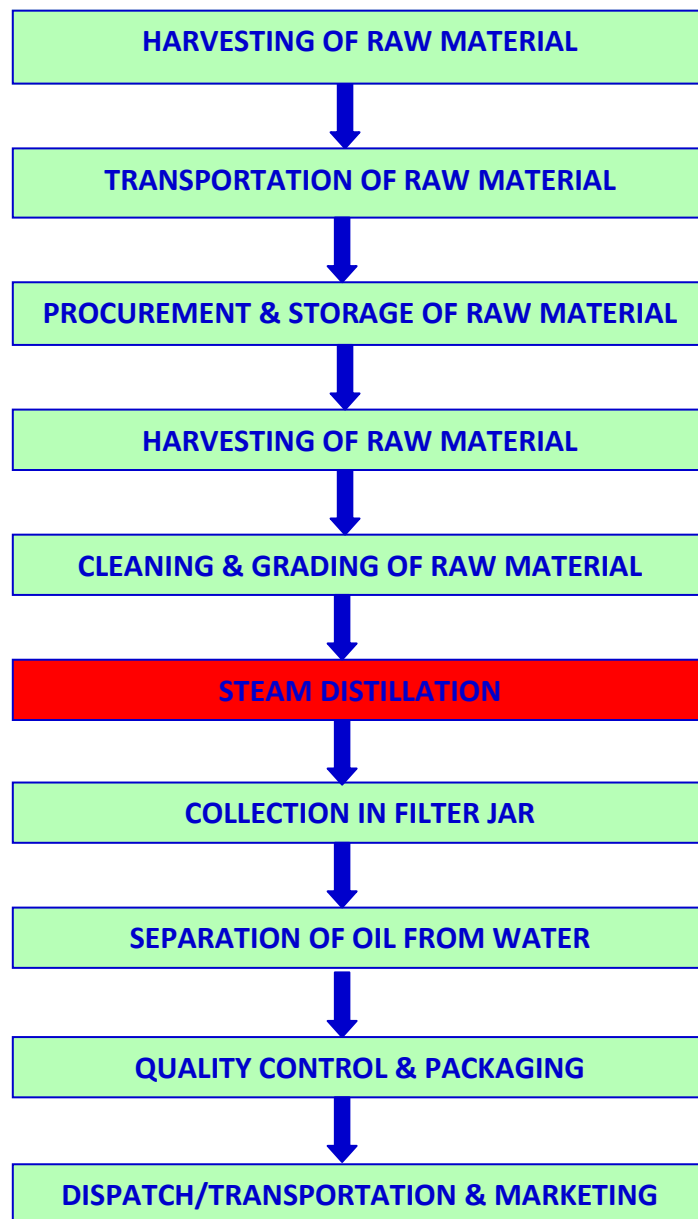 HARVESTING OF RAW MATERIAL
TRANSPORTATION OF RAW MATERIAL
PROCUREMENT & STORAGE OF RAW MATERIAL
HARVESTING OF RAW MATERIAL
CLEANING & GRADING OF RAW MATERIAL
STEAM DISTILLATION
COLLECTION IN FILTER JAR
SEPARATION OF OIL FROM WATER
QUALITY CONTROL & PACKAGING
DISPATCH/TRANSPORTATION & MARKETING